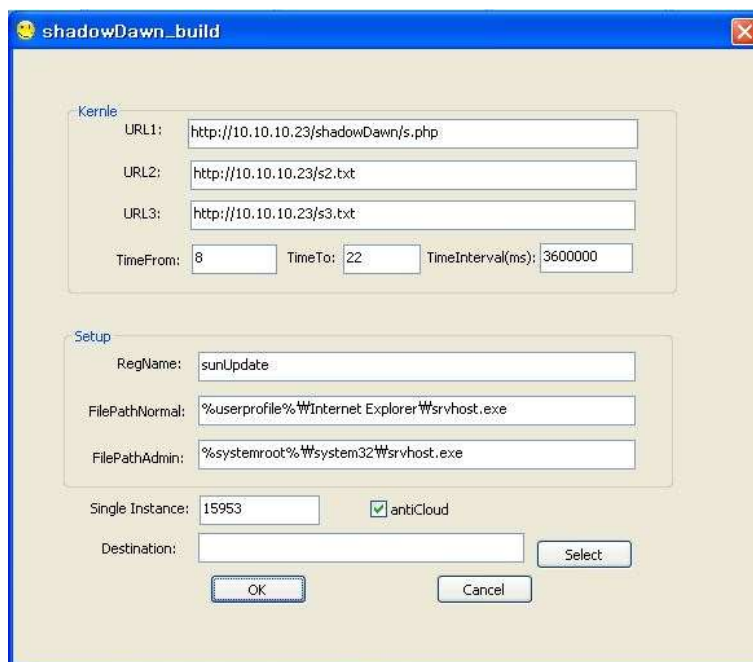 shadowDawn_build
Kernle
URL1: http://10.10.10.23/shadowDawn/s.php
URL2: http://10.10.10.23/s2.txt
URL3: http://10.10.10.23/s3.txt
TimeFrom: 8 TimeTo: 22 TimeInterval(ms): 3600000
Setup
RegName: sunUpdate
FilePathNormal: %userprofile%₩Internet Explorer₩srvhost.exe
FilePathAdmin: %systemroot%₩system32₩srvhost.exe
Single Instance: 15953 antiCloud
Destination: Select
OK Cancel